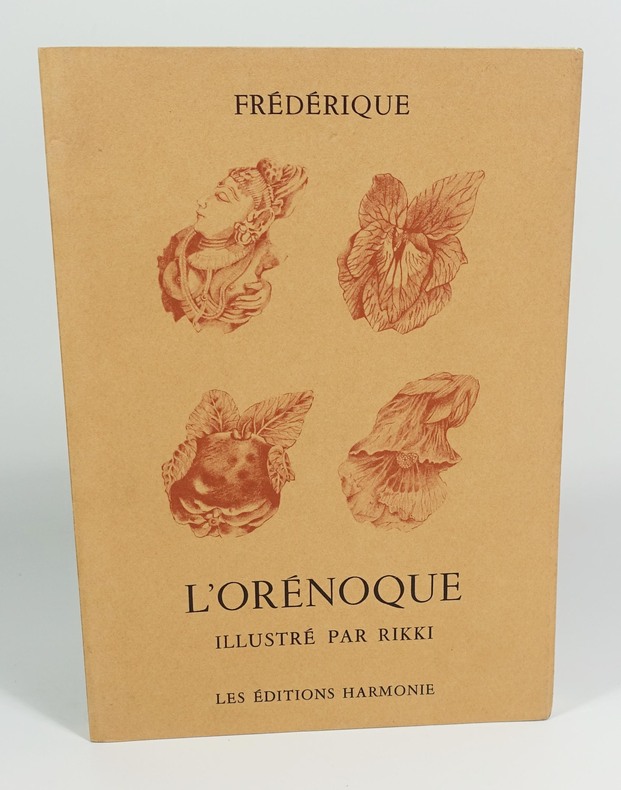 FRÉDÉRIQUE
L'ORÉNOQUE
ILLUSTRÉ PAR RIKKI
LES ÉDITIONS HARMONIE